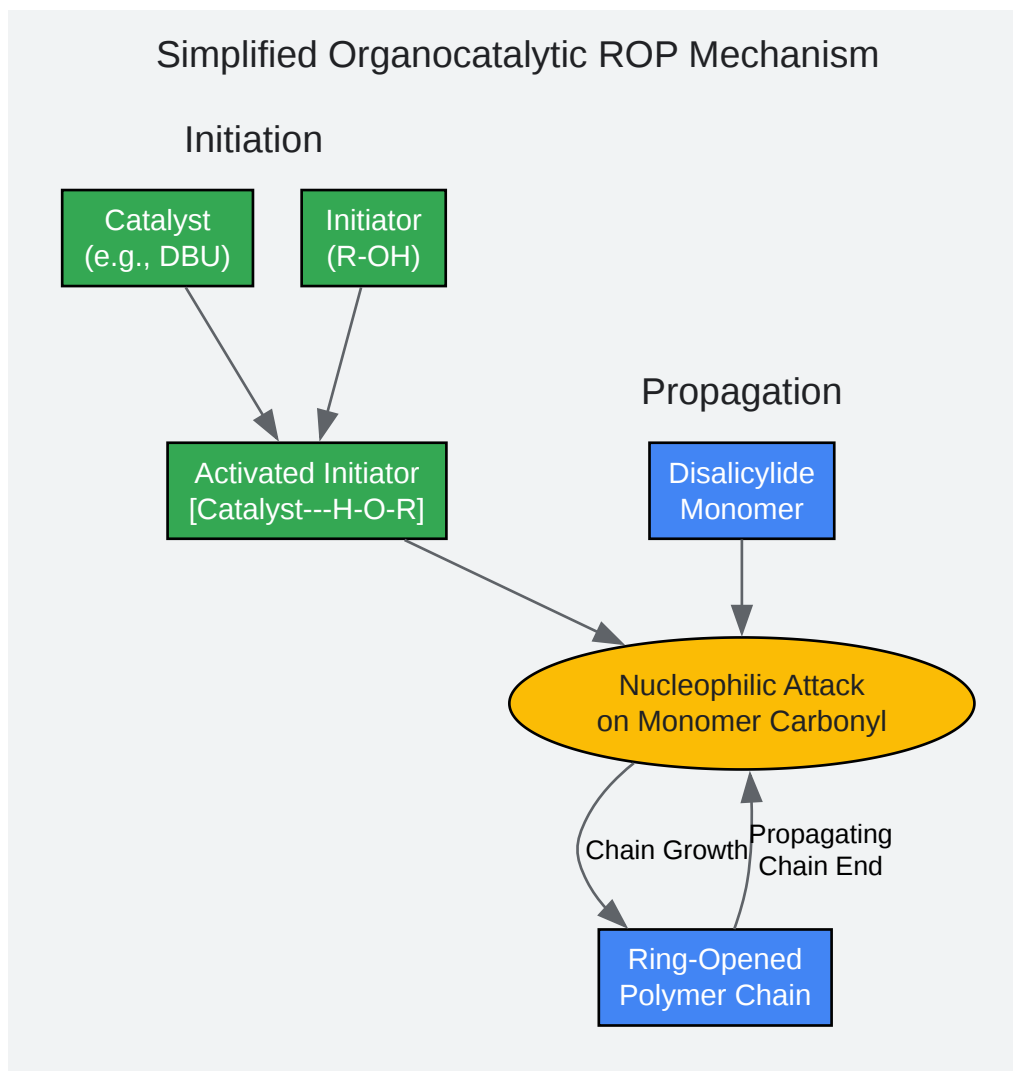 Simplified Organocatalytic ROP Mechanism
Initiation
Catalyst
(e.g., DBU)
Initiator
(R-OH)
Activated Initiator
[Catalyst---H-O-R]
Propagation
Disalicylide
Monomer
Nucleophilic Attack
on Monomer Carbonyl
Chain Growth
Propagating
Chain End
Ring-Opened
Polymer Chain